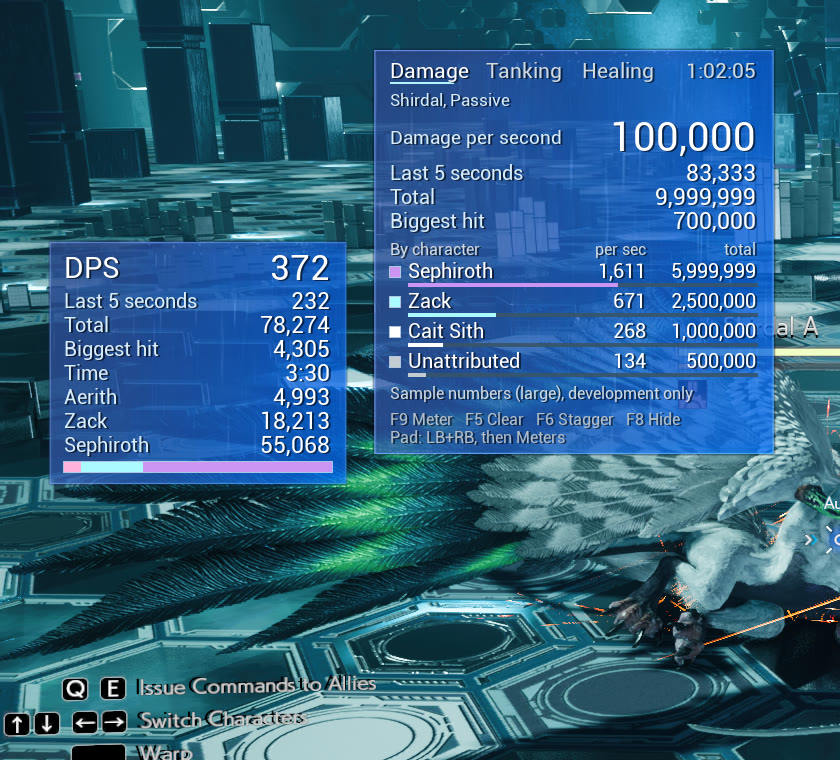 Damage Tanking Healing 1:02:05
Shirdal, Passive
Damage per second 100,000
Last 5 seconds 83,333
Total 9,999,999
Biggest hit 700,000
By character per sec total
Sephiroth 1,611 5,999,999
Zack 671 2,500,000
Cait Sith 268 1,000,000
Unattributed 134 500,000
Sample numbers (large), development only
F9 Meter F5 Clear F6 Stagger F8 Hide
Pad: LB+RB, then Meters
DPS 372
Last 5 seconds 232
Total 78,274
Biggest hit 4,305
Time 3:30
Aerith 4,993
Zack 18,213
Sephiroth 55,068
Q E Issue Commands to Allies
↑ ↓ ← → Switch Characters
Warp